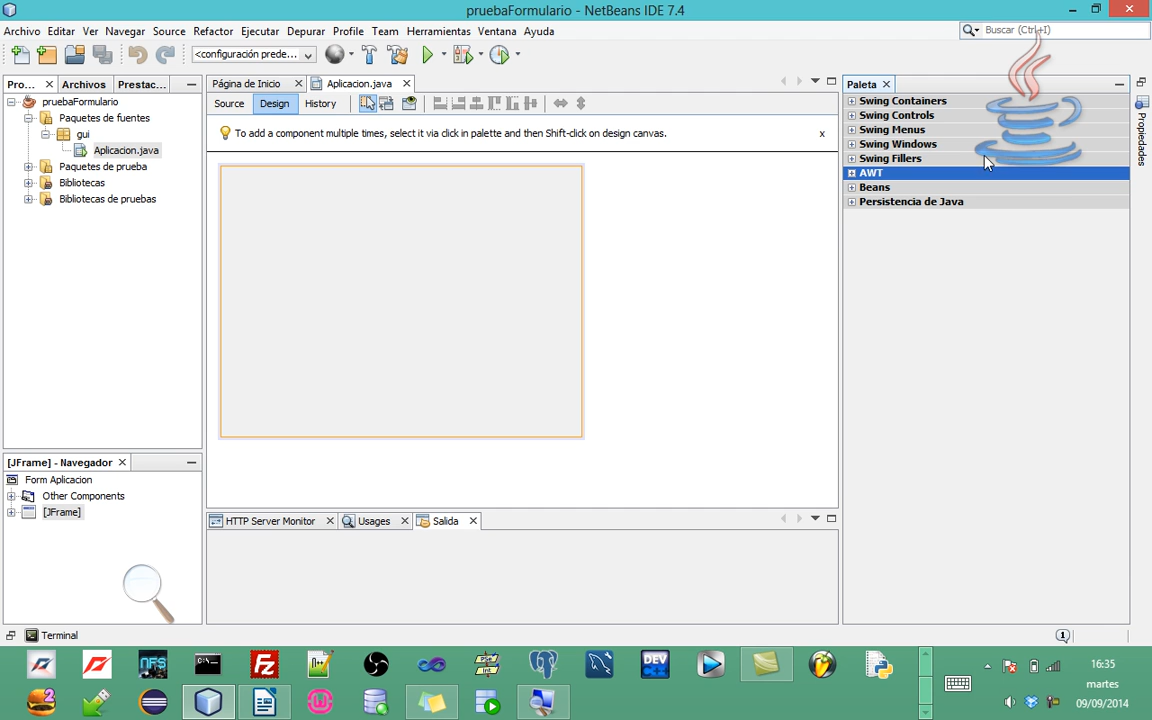 pruebaFormulario - NetBeans IDE 7.4
Archivo Editar Ver Navegar Source Refactor Ejecutar Depurar Profile Team Herramientas Ventana Ayuda
Buscar (Ctrl+I)
<configuración prede...
Pro... Archivos Prestac...
pruebaFormulario
Paquetes de fuentes
gui
Aplicacion.java
Paquetes de prueba
Bibliotecas
Bibliotecas de pruebas
Página de Inicio Aplicacion.java
Source Design History
To add a component multiple times, select it via click in palette and then Shift-click on design canvas.
x
Paleta
Swing Containers
Swing Controls
Swing Menus
Swing Windows
Swing Fillers
AWT
Beans
Persistencia de Java
Propiedades
[JFrame] - Navegador
Form Aplicacion
Other Components
[JFrame]
HTTP Server Monitor Usages Salida
Terminal
1
NFS
Fz
n++
DEV
C++
2
16:35
martes
09/09/2014